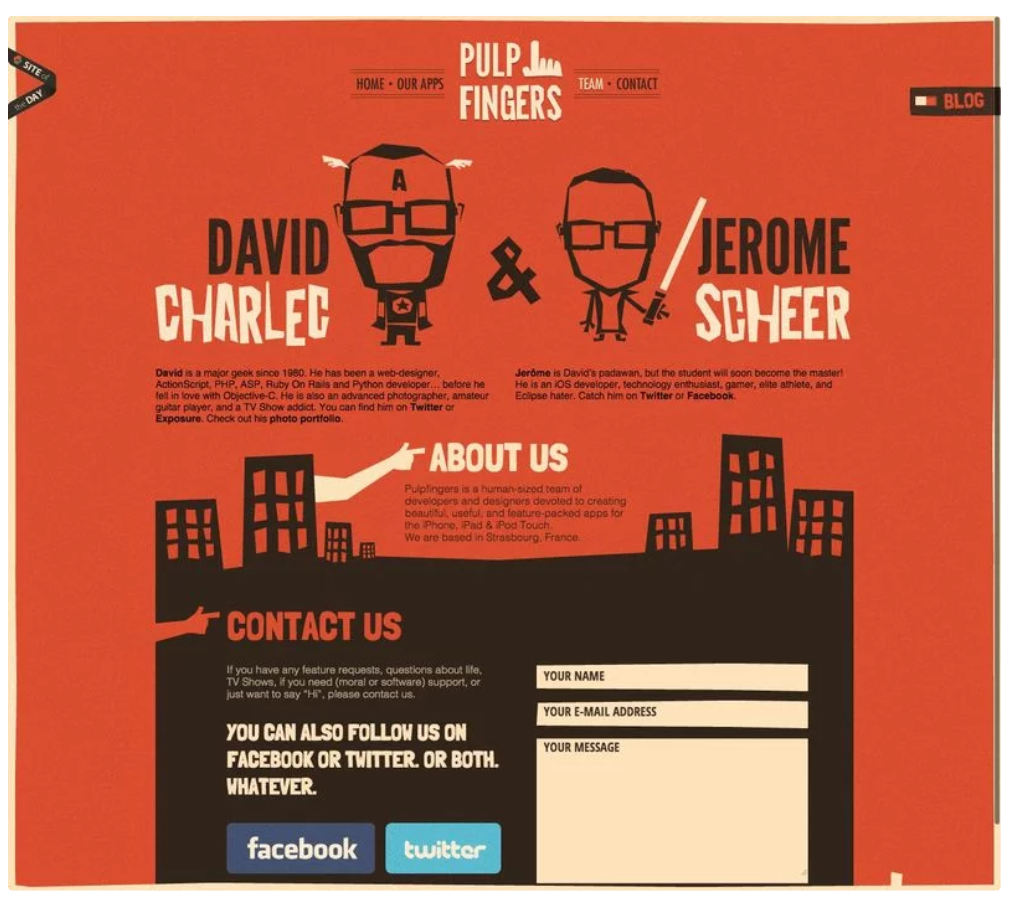 SITE of
the DAY
PULP
FINGERS
HOME • OUR APPS
TEAM • CONTACT
BLOG
A
DAVID
CHARLEC
&
JEROME
SCHEER
David is a major geek since 1980. He has been a web-designer,
ActionScript, PHP, ASP, Ruby On Rails and Python developer... before he
fell in love with Objective-C. He is also an advanced photographer, amateur
guitar player, and a TV Show addict. You can find him on Twitter or
Exposure. Check out his photo portfolio.
Jerôme is David's padawan, but the student will soon become the master!
He is an iOS developer, technology enthusiast, gamer, elite athlete, and
Eclipse hater. Catch him on Twitter or Facebook.
ABOUT US
Pulpfingers is a human-sized team of
developers and designers devoted to creating
beautiful, useful, and feature-packed apps for
the iPhone, iPad & iPod Touch.
We are based in Strasbourg, France.
CONTACT US
If you have any feature requests, questions about life,
TV Shows, if you need (moral or software) support, or
just want to say "Hi", please contact us.
YOU CAN ALSO FOLLOW US ON
FACEBOOK OR TWITTER. OR BOTH.
WHATEVER.
facebook
twitter
YOUR NAME
YOUR E-MAIL ADDRESS
YOUR MESSAGE